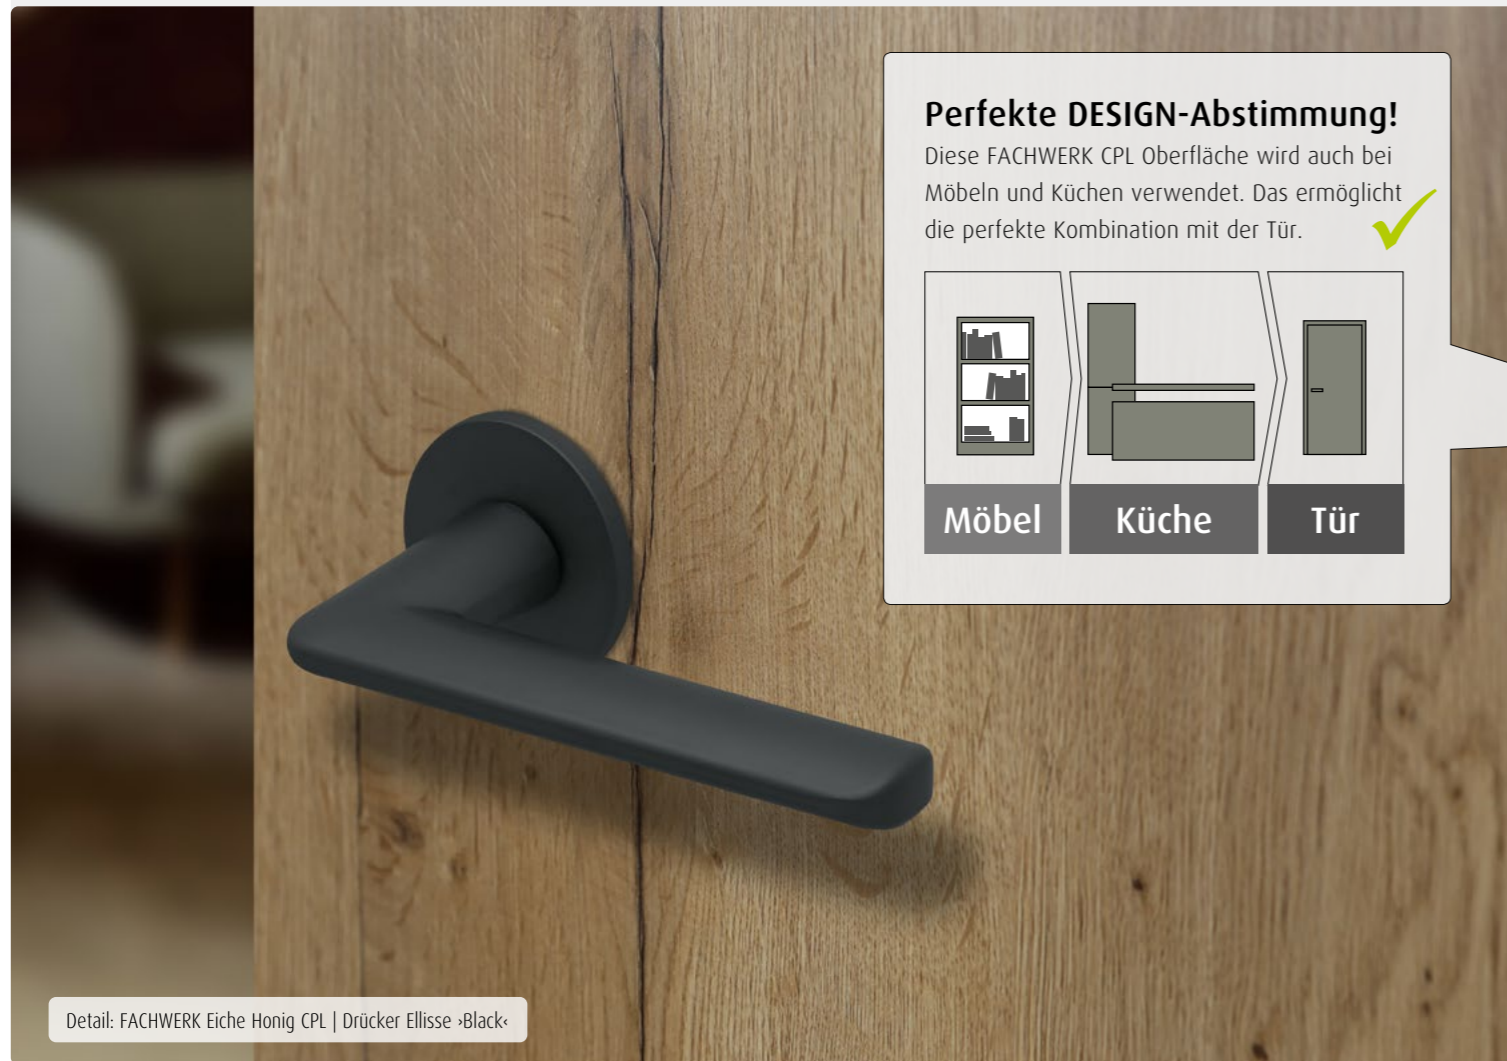 Perfekte DESIGN-Abstimmung!
Diese FACHWERK CPL Oberfläche wird auch bei
Möbeln und Küchen verwendet. Das ermöglicht
die perfekte Kombination mit der Tür.
Möbel Küche Tür
Detail: FACHWERK Eiche Honig CPL | Drücker Ellisse ›Black‹